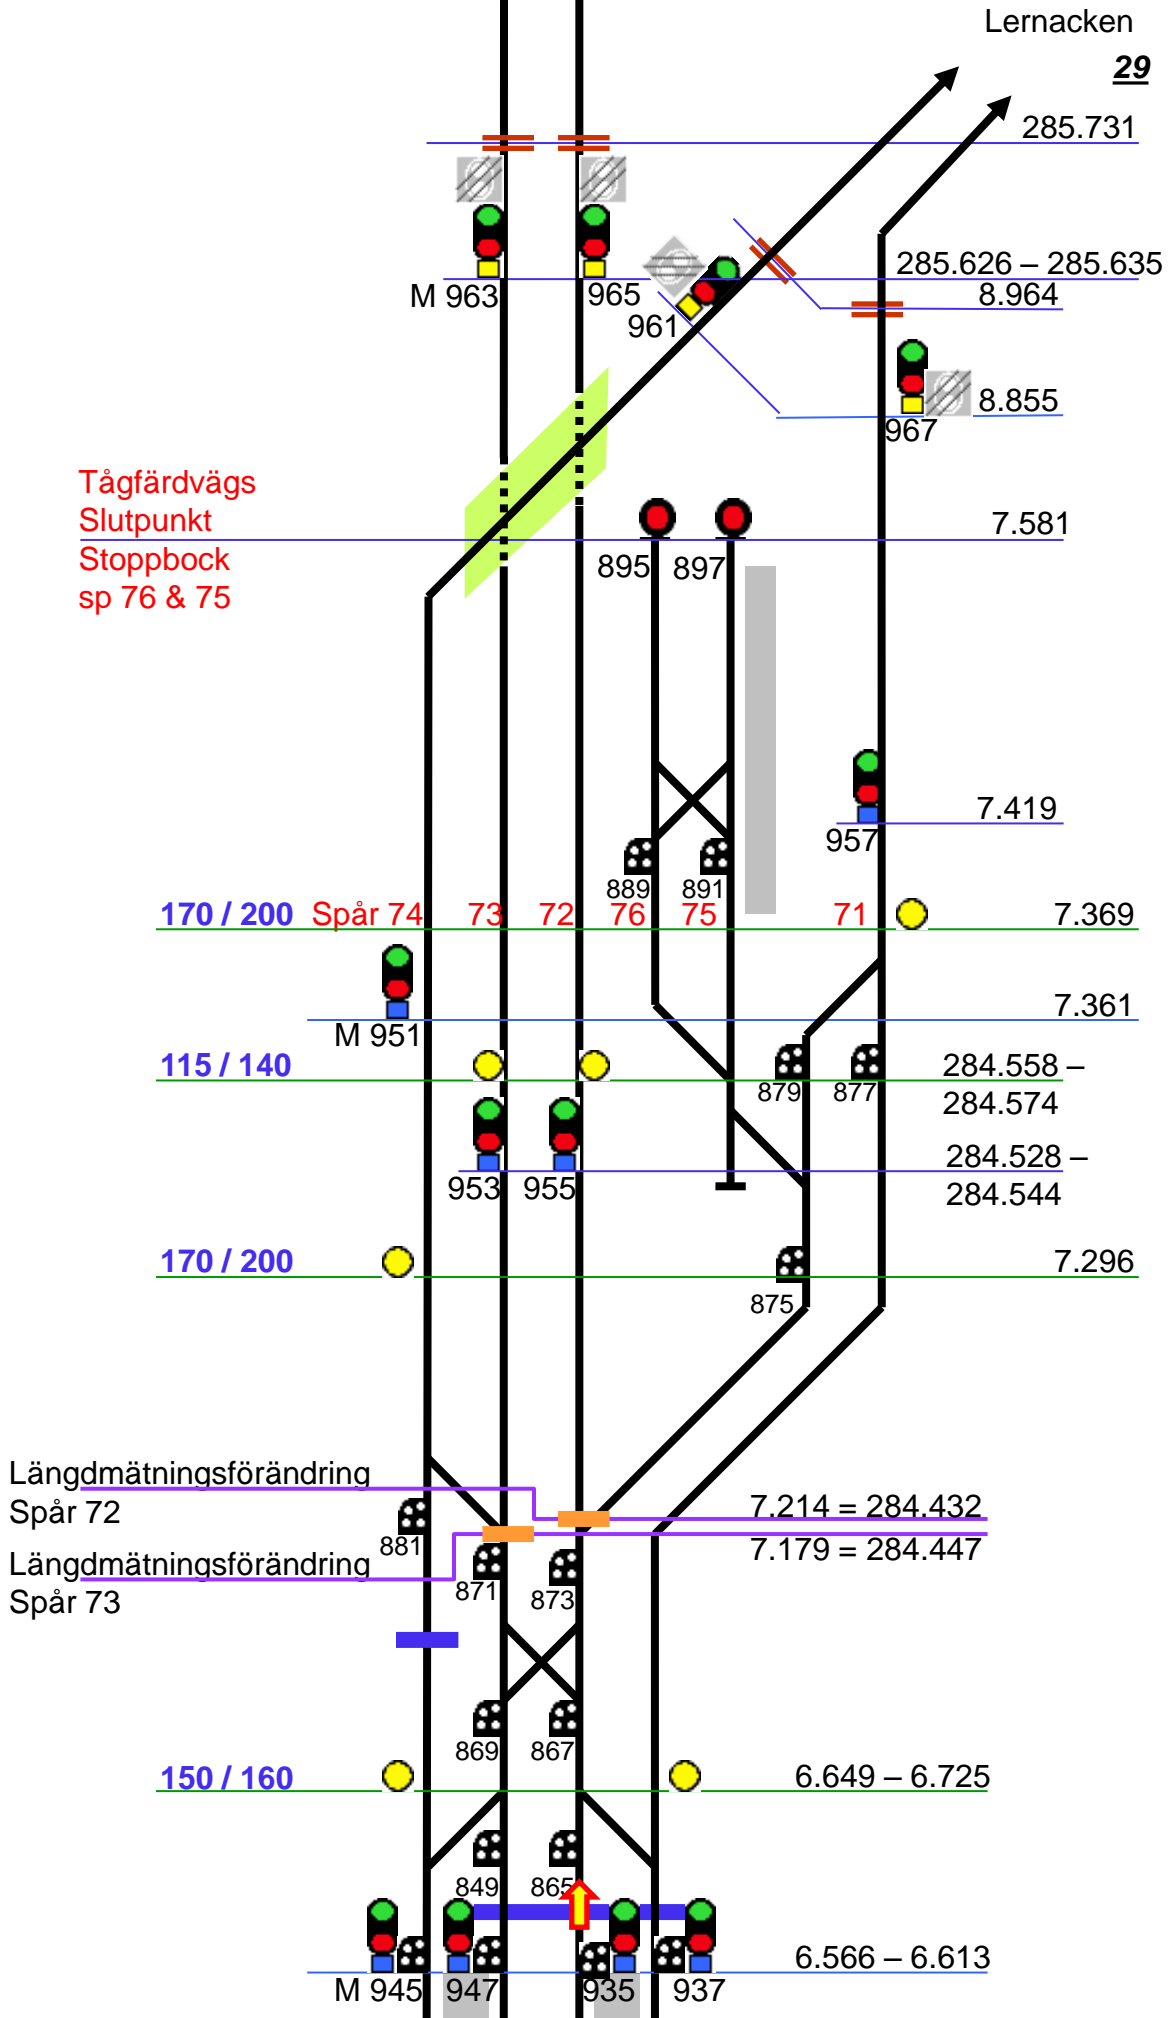 Lernacken
29
285.731
285.626 – 285.635
M 963
965
8.964
961
8.855
967
Tågfärdvägs
Slutpunkt
Stoppbock
sp 76 & 75
7.581
895
897
7.419
957
889
891
170 / 200
Spår 74
73
72
76
75
71
7.369
7.361
M 951
115 / 140
284.558 –
284.574
879
877
284.528 –
284.544
953
955
170 / 200
7.296
875
Längdmätningsförändring
Spår 72
7.214 = 284.432
881
7.179 = 284.447
Längdmätningsförändring
Spår 73
871
873
869
867
150 / 160
6.649 – 6.725
849
865
6.566 – 6.613
M 945
947
935
937